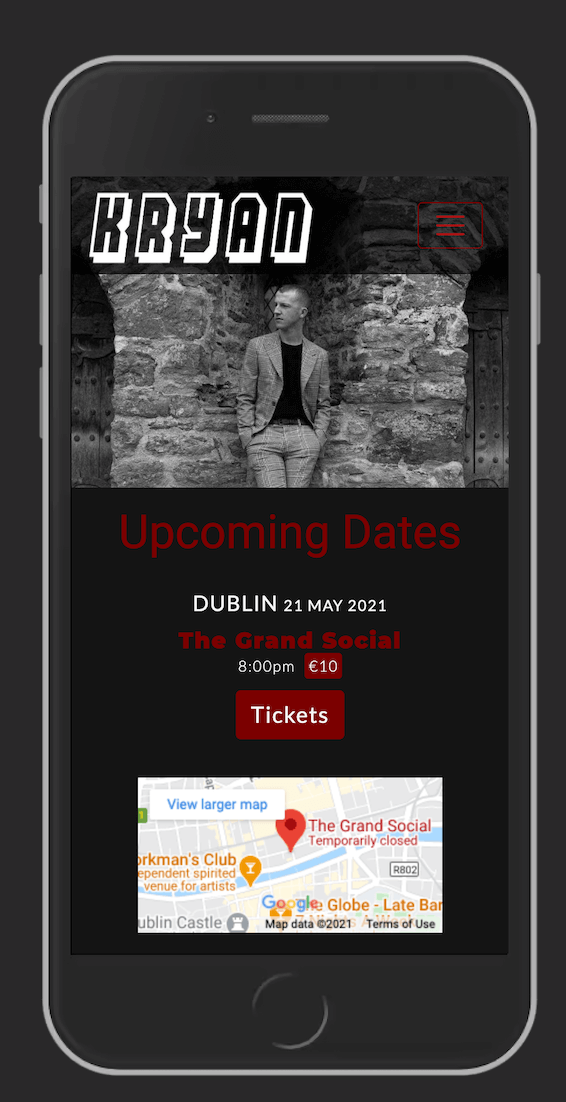 KRYAN
Upcoming Dates
DUBLIN 21 MAY 2021
The Grand Social
8:00pm €10
Tickets
View larger map
The Grand Social
Temporarily closed
R802
orkman's Club
ependent spirited
venue for artists
Google
e Globe - Late Bar
ublin Castle
Map data ©2021 Terms of Use